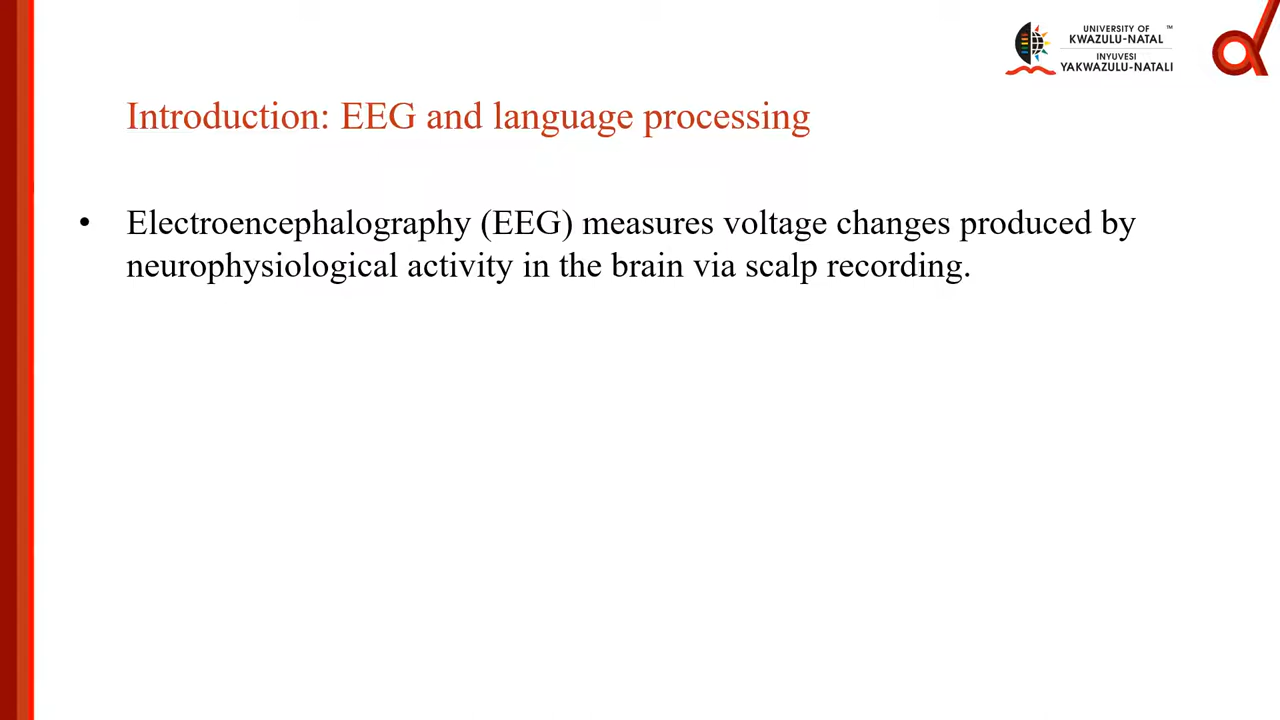 UNIVERSITY OF ™
KWAZULU-NATAL
INYUVESI
YAKWAZULU-NATALI
Introduction: EEG and language processing
• Electroencephalography (EEG) measures voltage changes produced by
neurophysiological activity in the brain via scalp recording.